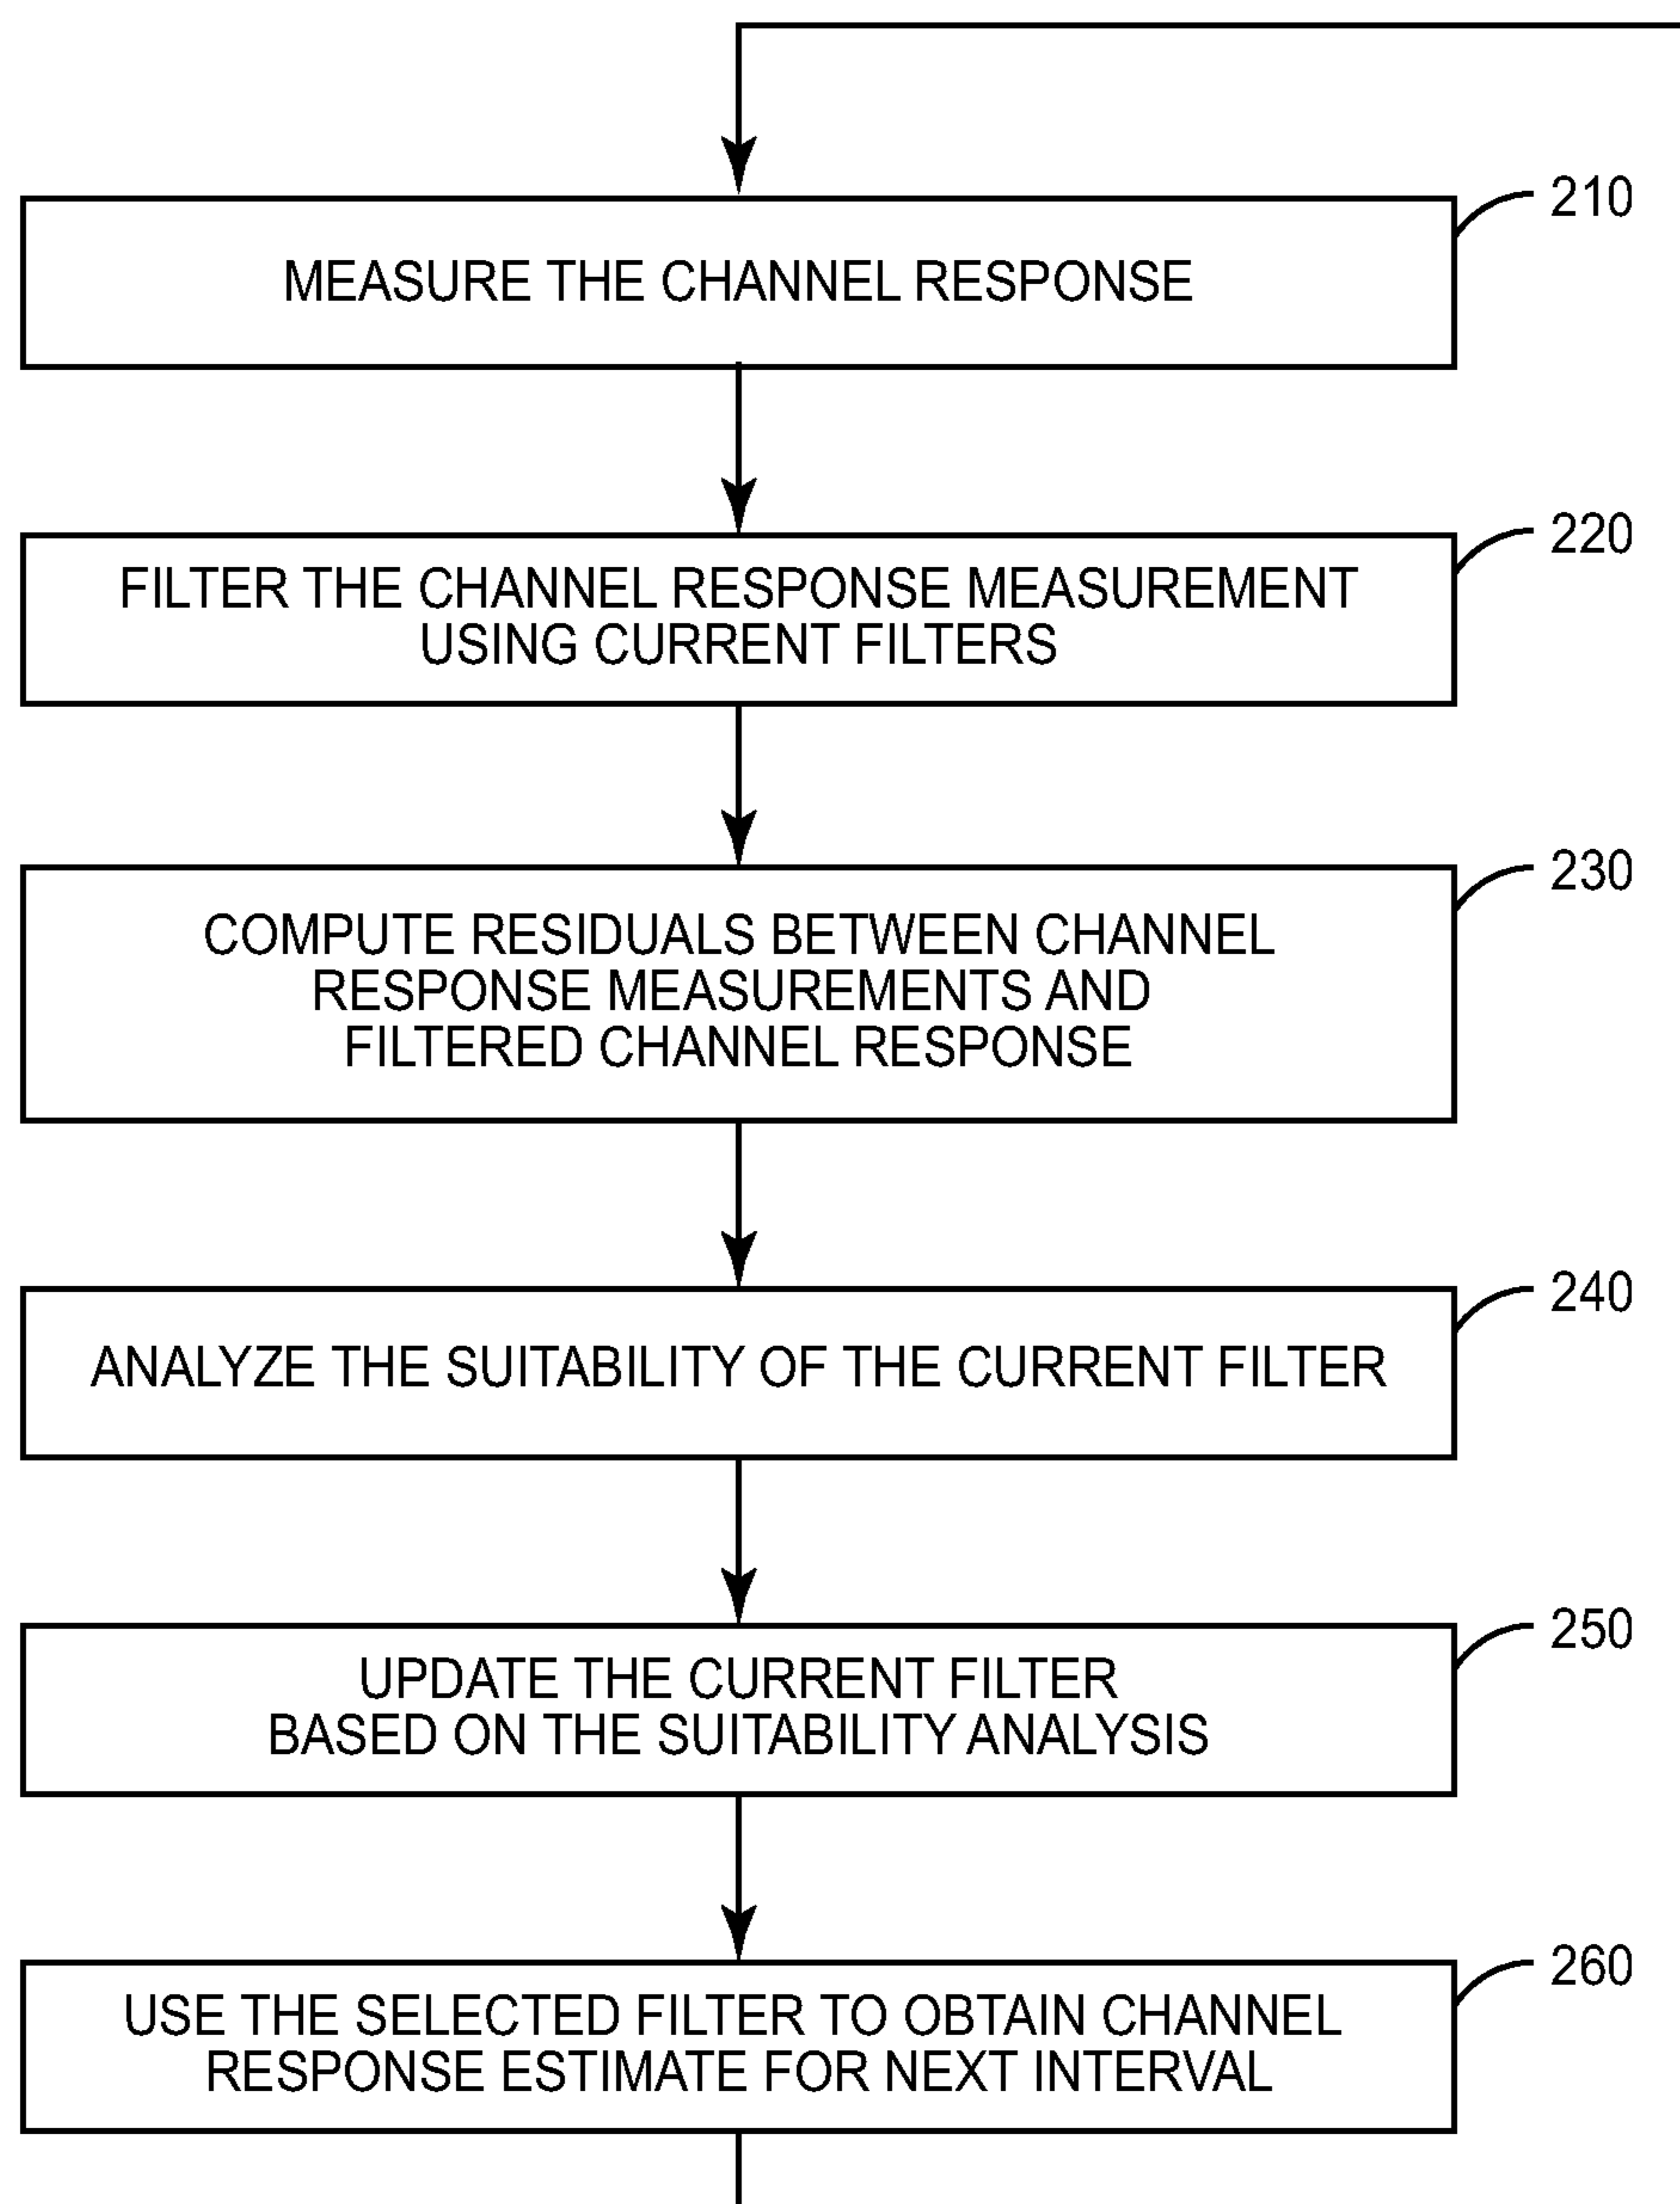 210
MEASURE THE CHANNEL RESPONSE
220
FILTER THE CHANNEL RESPONSE MEASUREMENT
USING CURRENT FILTERS
230
COMPUTE RESIDUALS BETWEEN CHANNEL
RESPONSE MEASUREMENTS AND
FILTERED CHANNEL RESPONSE
240
ANALYZE THE SUITABILITY OF THE CURRENT FILTER
250
UPDATE THE CURRENT FILTER
BASED ON THE SUITABILITY ANALYSIS
260
USE THE SELECTED FILTER TO OBTAIN CHANNEL
RESPONSE ESTIMATE FOR NEXT INTERVAL